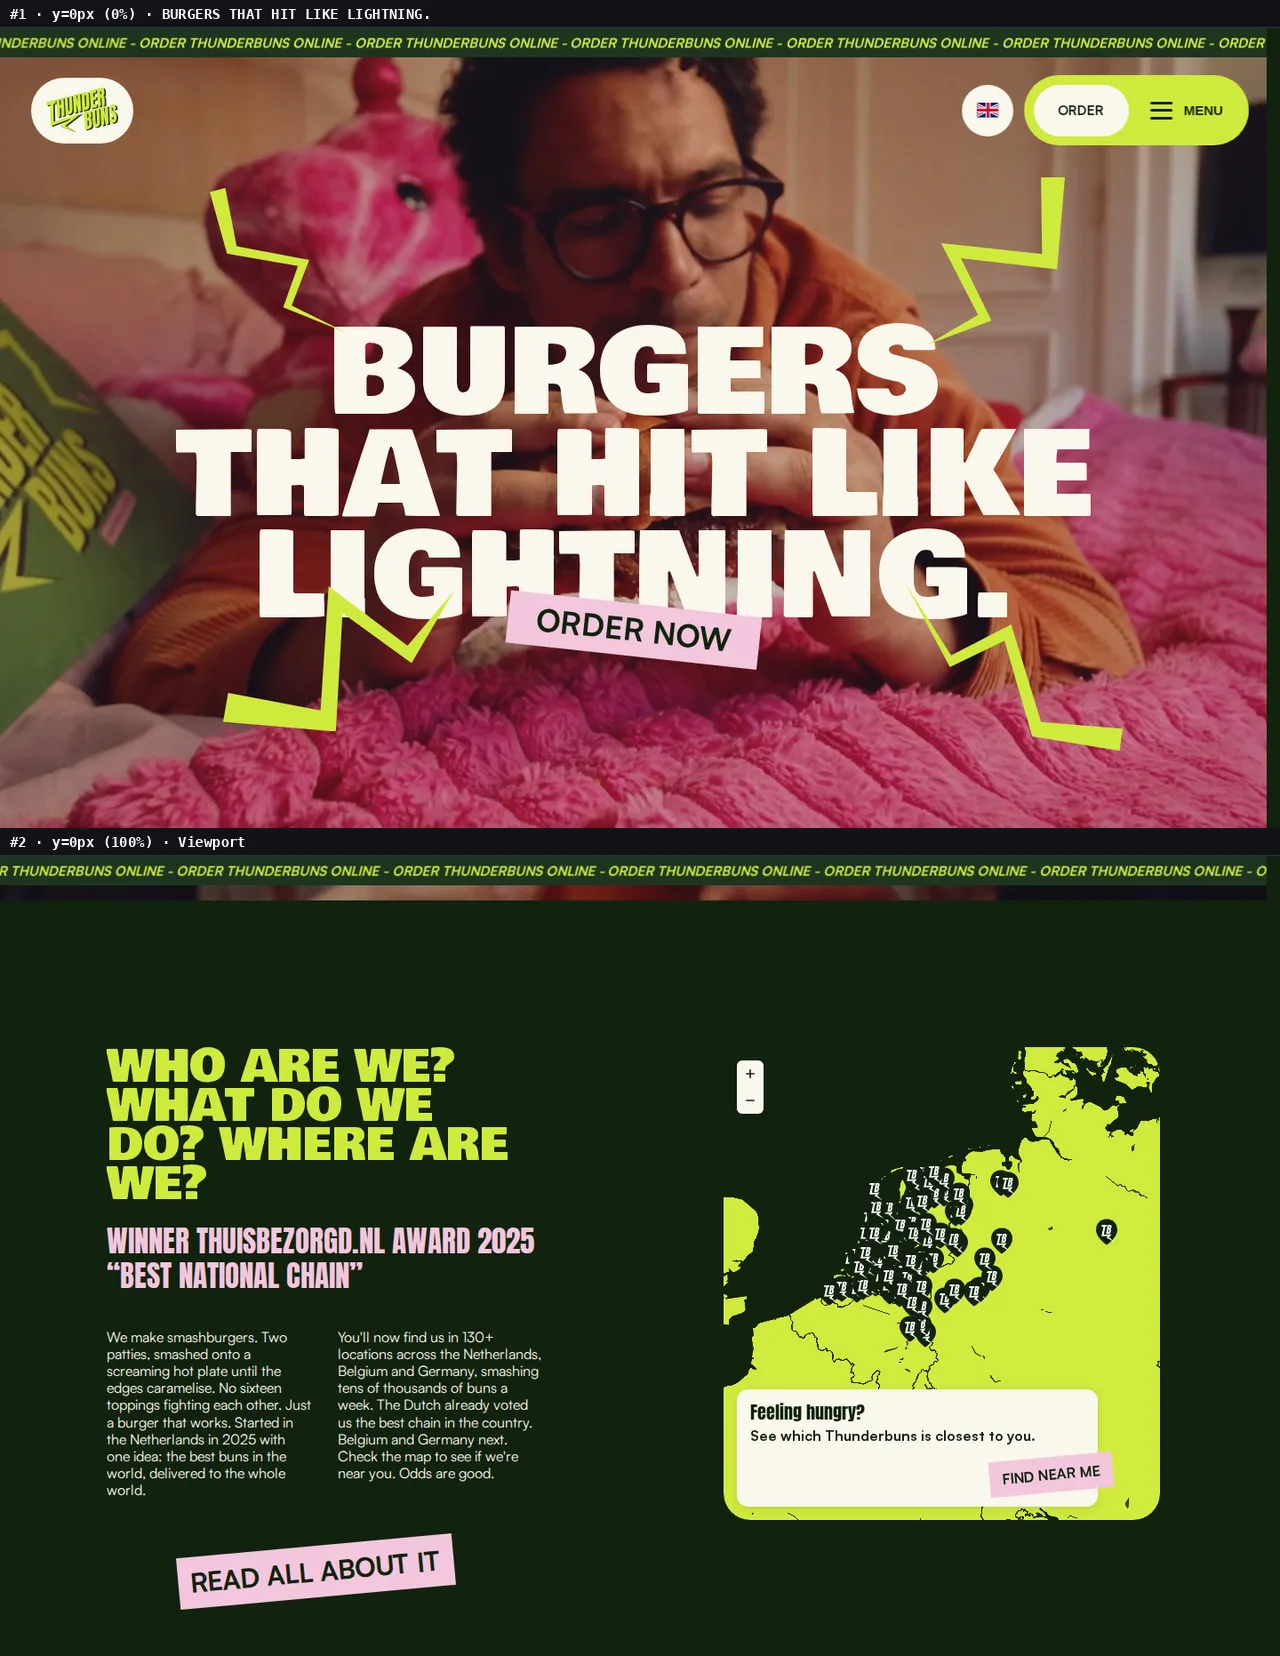 #1 · y=0px (0%) · BURGERS THAT HIT LIKE LIGHTNING.
NDERBUNS ONLINE - ORDER THUNDERBUNS ONLINE - ORDER THUNDERBUNS ONLINE - ORDER THUNDERBUNS ONLINE - ORDER THUNDERBUNS ONLINE - ORDER THUNDERBUNS ONLINE - ORDER
THUNDER
BUNS
ORDER
MENU
BURGERS
THAT HIT LIKE
LIGHTNING.
BUNS
ORDER NOW
#2 · y=0px (100%) · Viewport
R THUNDERBUNS ONLINE - ORDER THUNDERBUNS ONLINE - ORDER THUNDERBUNS ONLINE - ORDER THUNDERBUNS ONLINE - ORDER THUNDERBUNS ONLINE - ORDER THUNDERBUNS ONLINE - O
WHO ARE WE?
WHAT DO WE
DO? WHERE ARE
WE?
WINNER THUISBEZORGD.NL AWARD 2025
“BEST NATIONAL CHAIN”
We make smashburgers. Two
patties, smashed onto a
screaming hot plate until the
edges caramelise. No sixteen
toppings fighting each other. Just
a burger that works. Started in
the Netherlands in 2025 with
one idea: the best buns in the
world, delivered to the whole
world.
You'll now find us in 130+
locations across the Netherlands,
Belgium and Germany, smashing
tens of thousands of buns a
week. The Dutch already voted
us the best chain in the country.
Belgium and Germany next.
Check the map to see if we're
near you. Odds are good.
READ ALL ABOUT IT
+
−
TB
Feeling hungry?
See which Thunderbuns is closest to you.
FIND NEAR ME